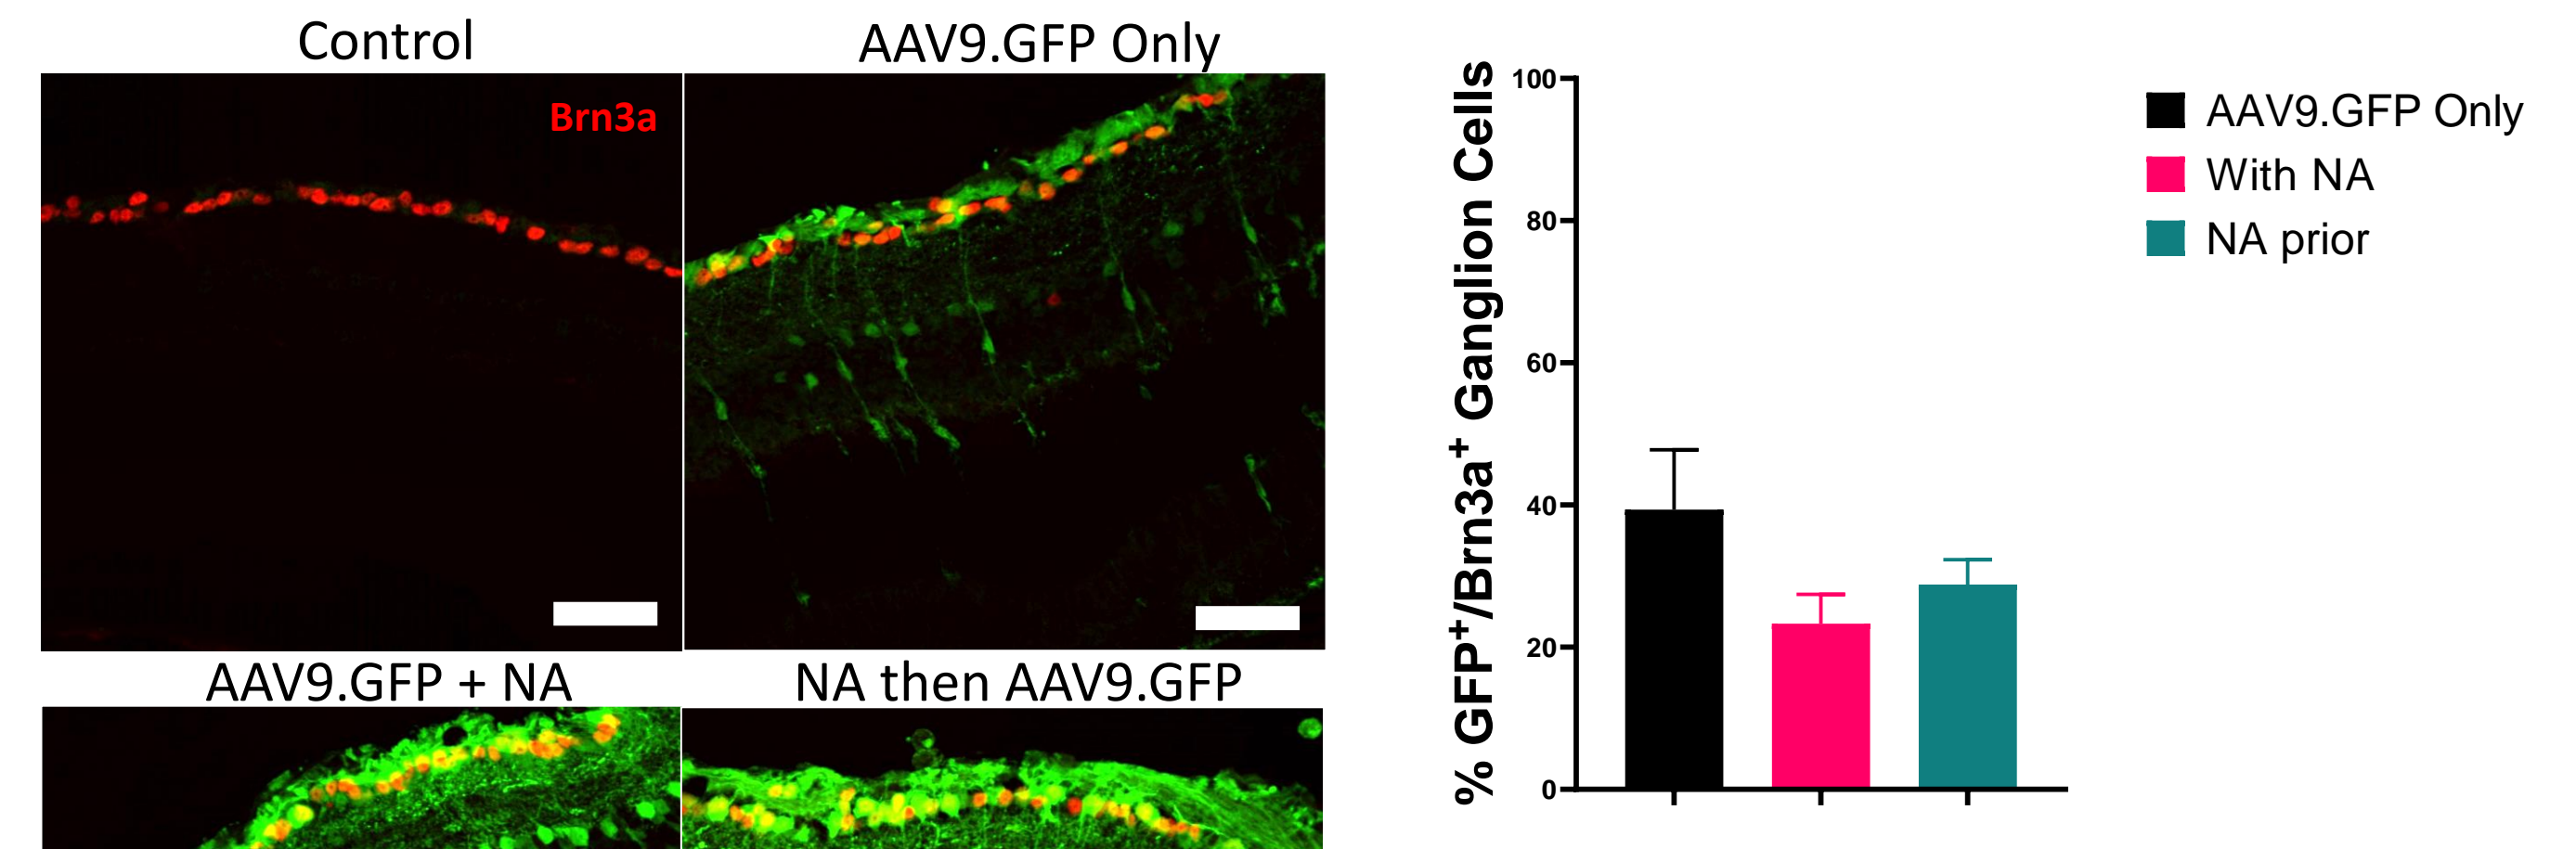 Control
AAV9.GFP Only
Brn3a
AAV9.GFP + NA
NA then AAV9.GFP
% GFP+/Brn3a+ Ganglion Cells
100
80
60
40
20
0
AAV9.GFP Only
With NA
NA prior